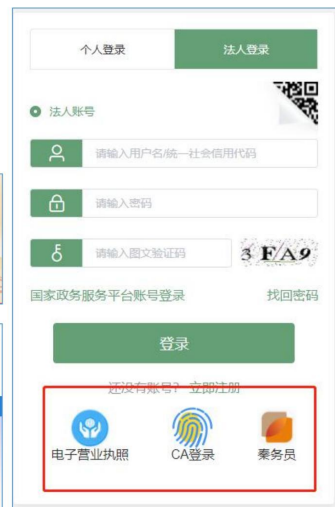 个人登录 法人登录
法人账号
请输入用户名/统一社会信用代码
请输入密码
请输入图文验证码 3 F/A9
国家政务服务平台账号登录 找回密码
登录
还没有账号？ 立即注册
电子营业执照 CA登录 秦务员